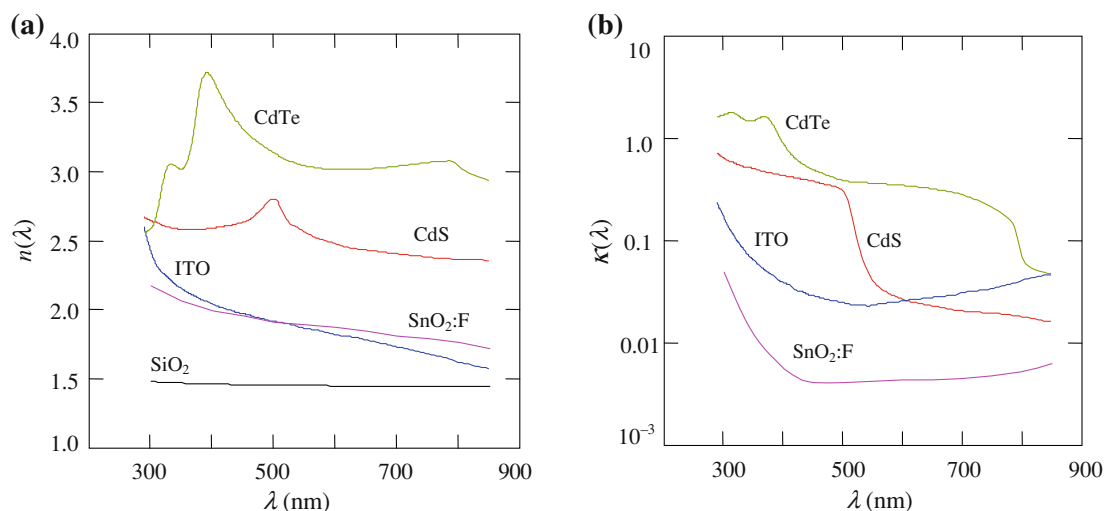 (a)
4.0
3.5
3.0
2.5
2.0
1.5
1.0
n(λ)
CdTe
CdS
ITO
SnO₂:F
SiO₂
300 500 700 900
λ (nm)
(b)
10
1.0
0.1
0.01
10⁻³
κ(λ)
CdTe
CdS
ITO
SnO₂:F
300 500 700 900
λ (nm)